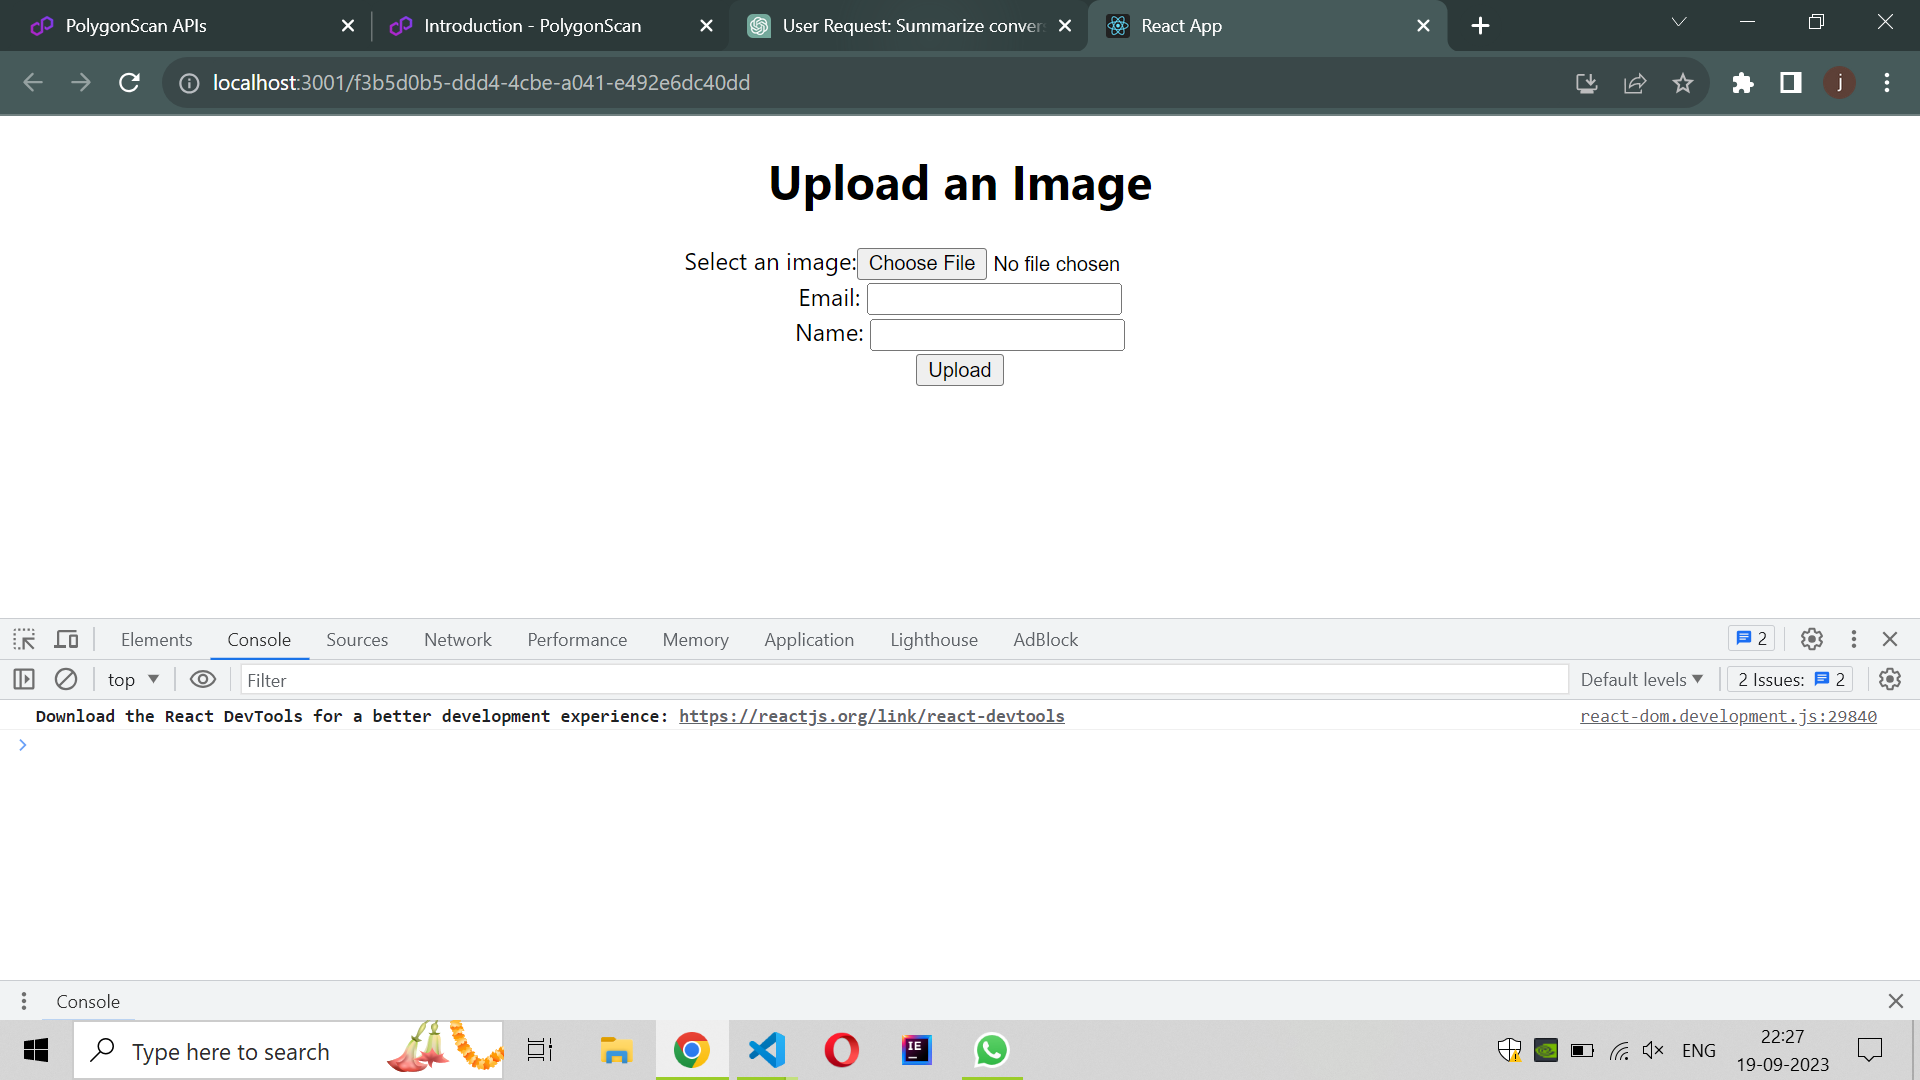 PolygonScan APIs
Introduction - PolygonScan
User Request: Summarize conver
React App
localhost:3001/f3b5d0b5-ddd4-4cbe-a041-e492e6dc40dd
j
Upload an Image
Select an image: Choose File No file chosen
Email:
Name:
Upload
Elements Console Sources Network Performance Memory Application Lighthouse AdBlock 2
top Filter Default levels 2 Issues: 2
Download the React DevTools for a better development experience: https://reactjs.org/link/react-devtools react-dom.development.js:29840
Console
Type here to search
IE
ENG
22:27
19-09-2023